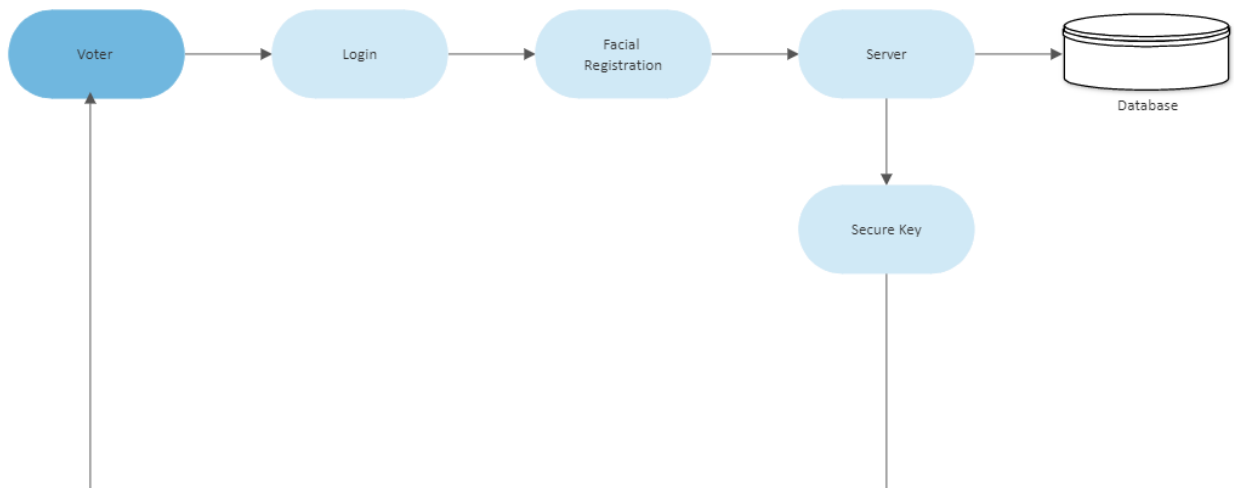 Voter
Login
Facial
Registration
Server
Database
Secure Key